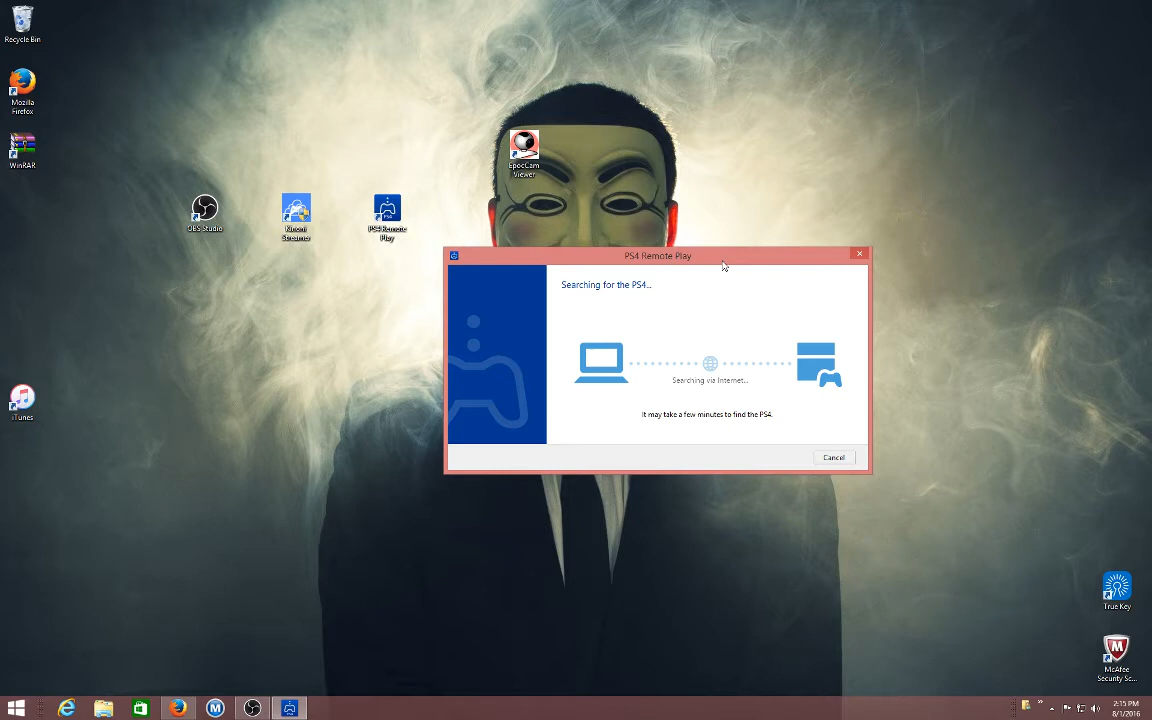 Recycle Bin
Mozilla
Firefox
WinRAR
EpocCam
Viewer
OBS Studio
Kinoni
Streamer
PS4 Remote
Play
PS4 Remote Play
Searching for the PS4...
Searching via Internet...
It may take a few minutes to find the PS4.
Cancel
iTunes
True Key
McAfee
Security Sc...
2:15 PM
8/1/2016